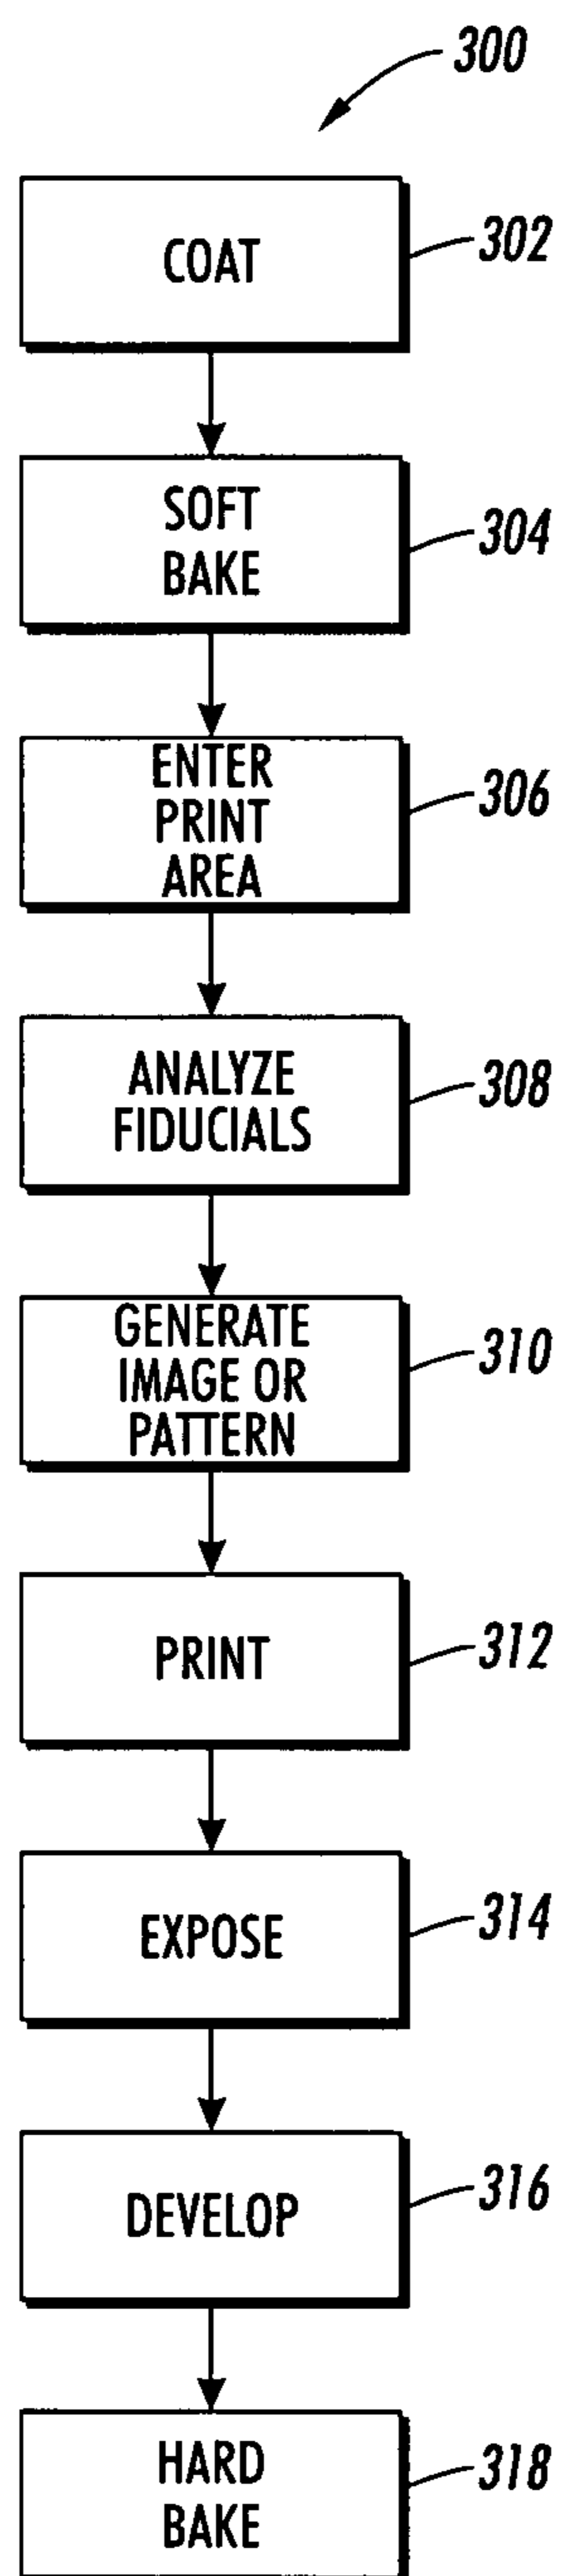 300
COAT
302
SOFT
BAKE
304
ENTER
PRINT
AREA
306
ANALYZE
FIDUCIALS
308
GENERATE
IMAGE OR
PATTERN
310
PRINT
312
EXPOSE
314
DEVELOP
316
HARD
BAKE
318